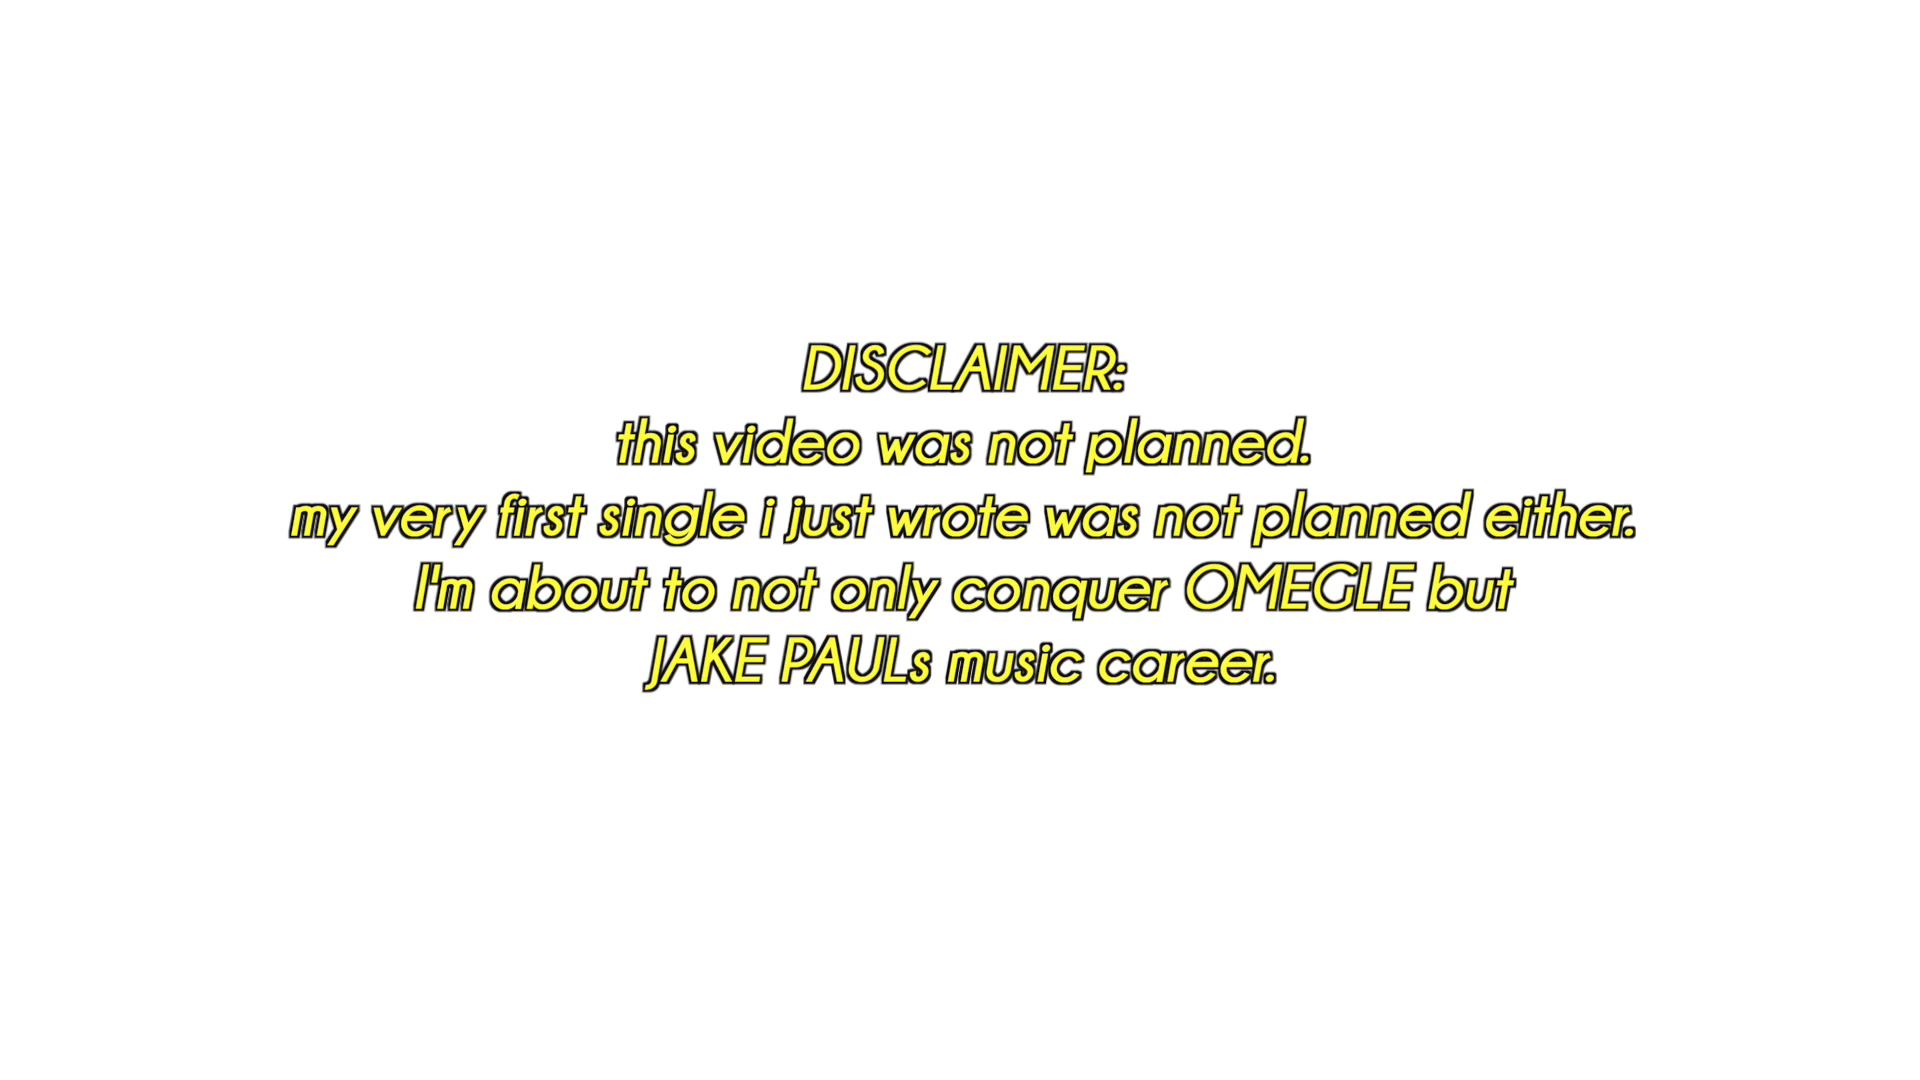 DISCLAIMER:
this video was not planned.
my very first single i just wrote was not planned either.
I'm about to not only conquer OMEGLE but
JAKE PAULs music career.